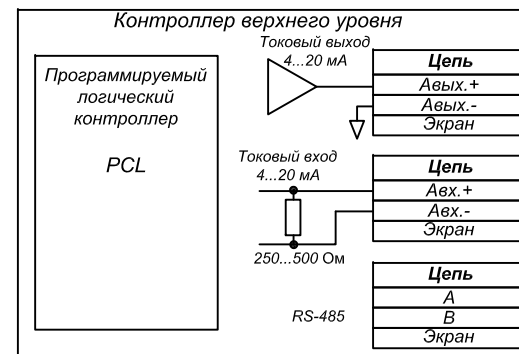 Контроллер верхнего уровня
Программируемый
логический
контроллер
PCL
Токовый выход
4...20 мА
Цепь
Авых.+
Авых.-
Экран
Токовый вход
4...20 мА
250...500 Ом
Цепь
Авх.+
Авх.-
Экран
RS-485
Цепь
A
B
Экран